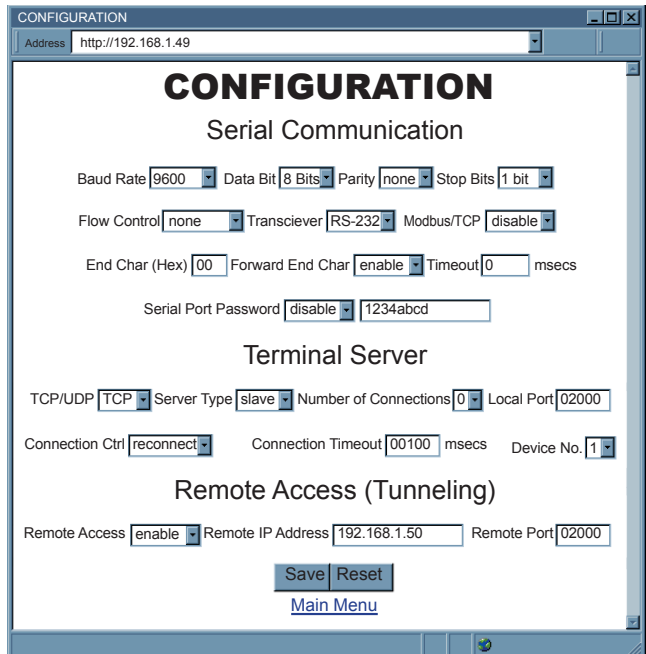 CONFIGURATION
Address http://192.168.1.49
CONFIGURATION
Serial Communication
Baud Rate 9600 Data Bit 8 Bits Parity none Stop Bits 1 bit
Flow Control none Transciever RS-232 Modbus/TCP disable
End Char (Hex) 00 Forward End Char enable Timeout 0 msecs
Serial Port Password disable 1234abcd
Terminal Server
TCP/UDP TCP Server Type slave Number of Connections 0 Local Port 02000
Connection Ctrl reconnect Connection Timeout 00100 msecs Device No. 1
Remote Access (Tunneling)
Remote Access enable Remote IP Address 192.168.1.50 Remote Port 02000
Save Reset
Main Menu